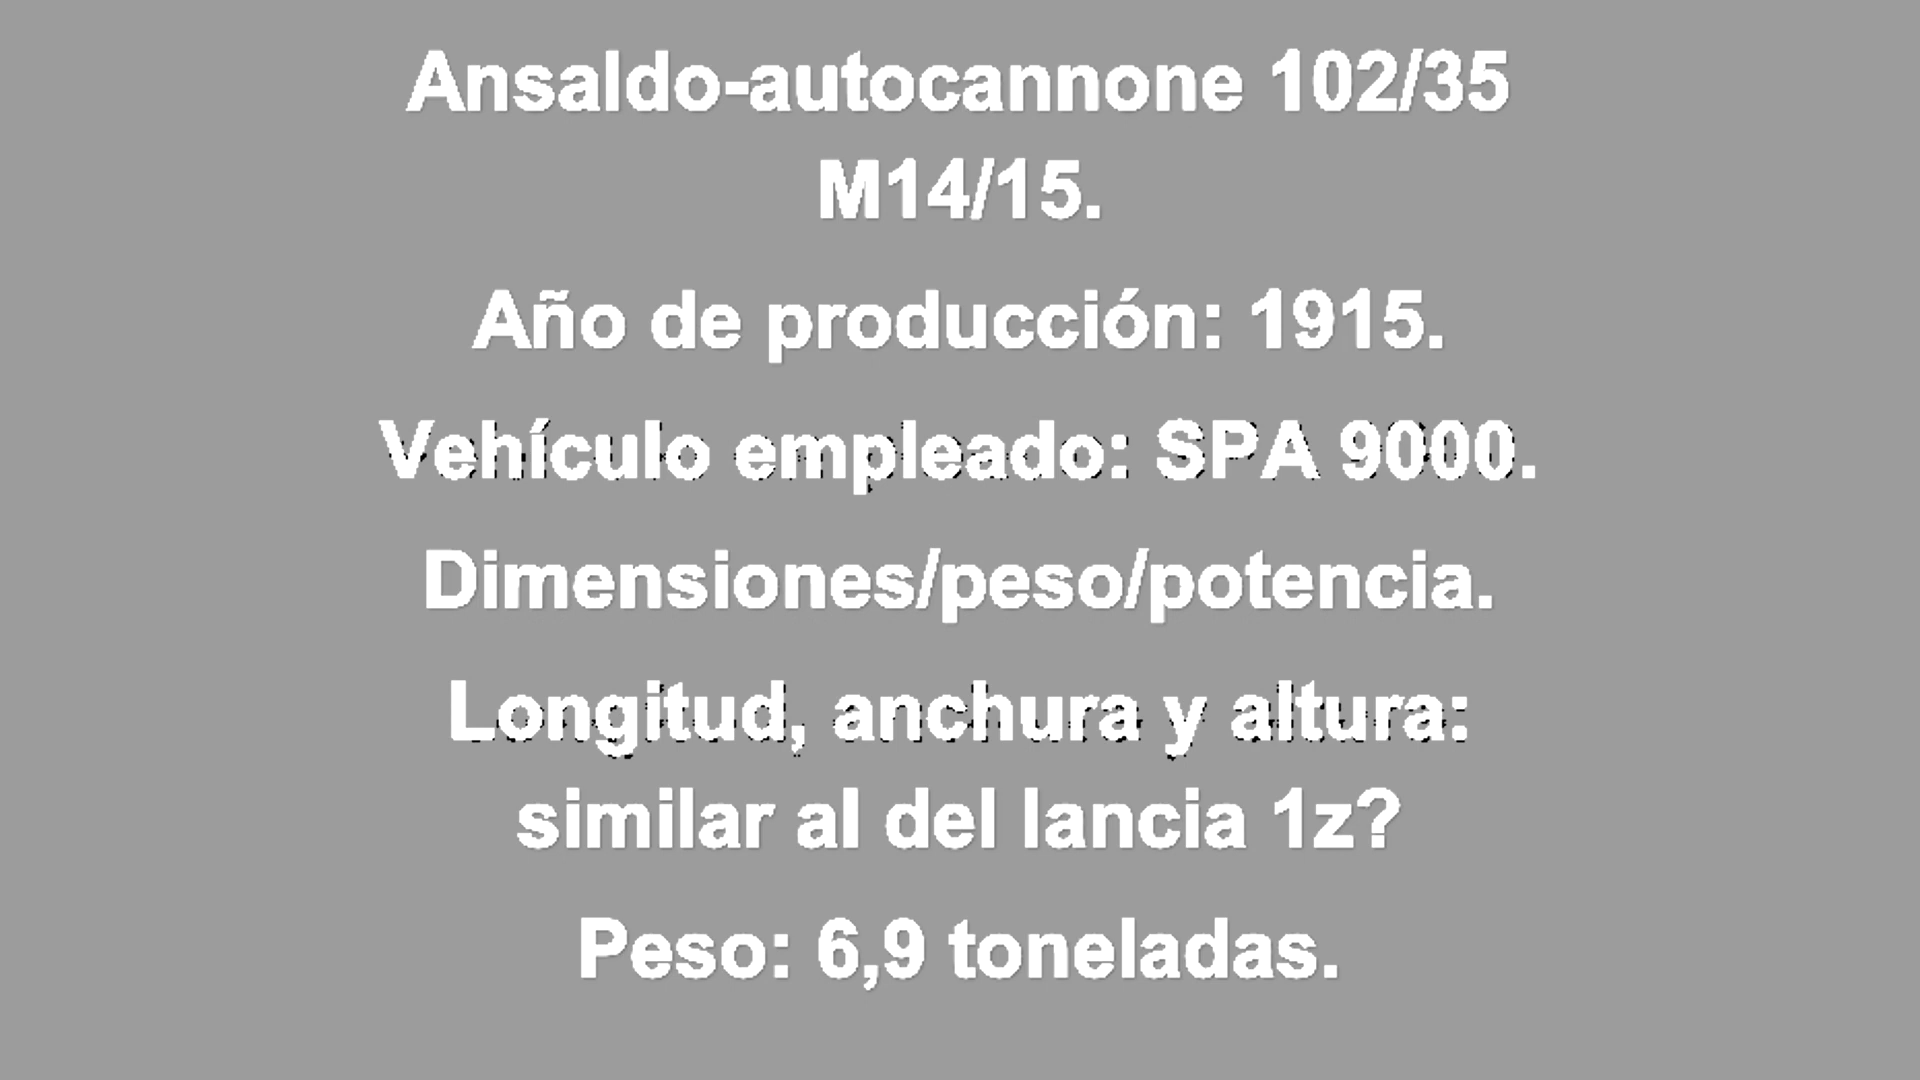 Ansaldo-autocannone 102/35
M14/15.
Año de producción: 1915.
Vehículo empleado: SPA 9000.
Dimensiones/peso/potencia.
Longitud, anchura y altura:
similar al del lancia 1z?
Peso: 6,9 toneladas.